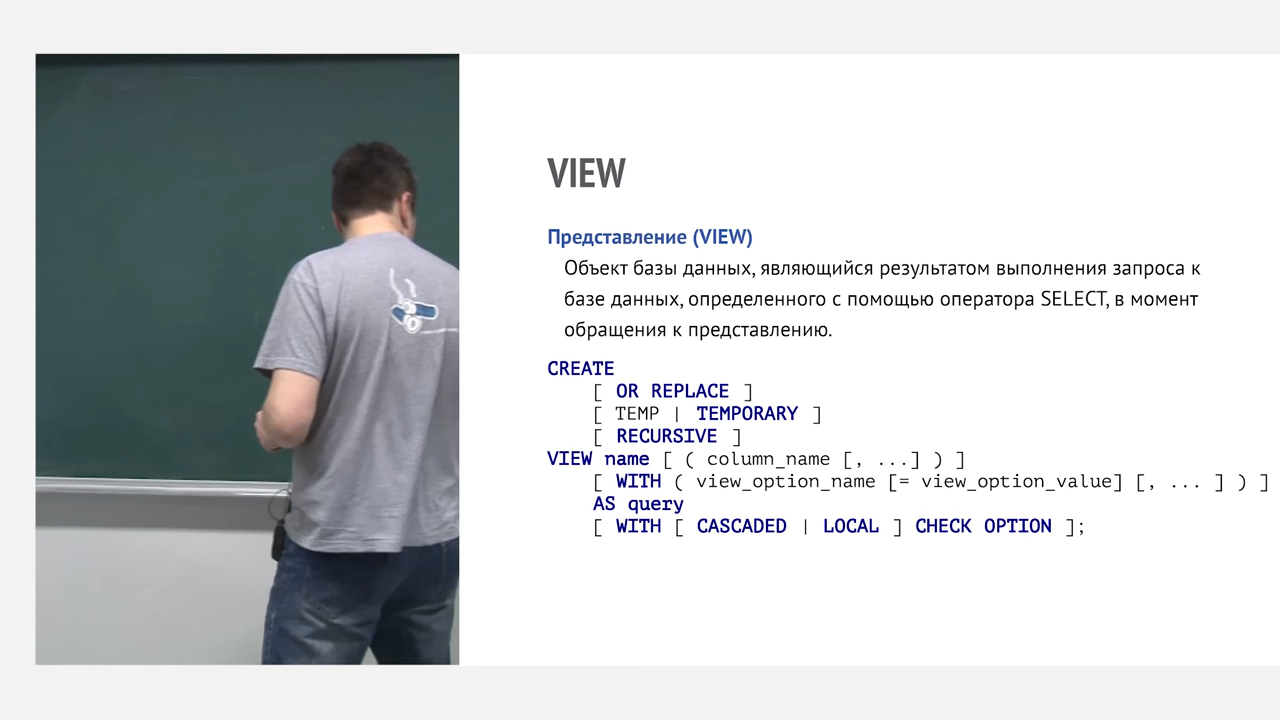 VIEW
Представление (VIEW)
Объект базы данных, являющийся результатом выполнения запроса к
базе данных, определенного с помощью оператора SELECT, в момент
обращения к представлению.
CREATE
[ OR REPLACE ]
[ TEMP | TEMPORARY ]
[ RECURSIVE ]
VIEW name [ ( column_name [, ...] ) ]
[ WITH ( view_option_name [= view_option_value] [, ... ] ) ]
AS query
[ WITH [ CASCADED | LOCAL ] CHECK OPTION ];